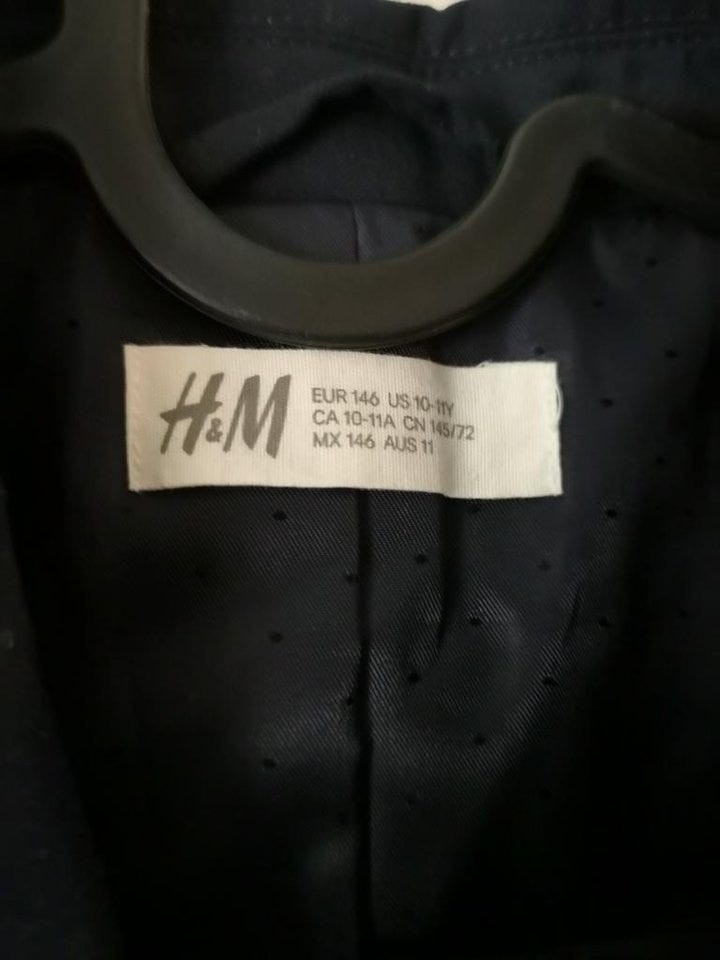 H&M
EUR 146 US 10-11Y
CA 10-11A CN 145/72
MX 146 AUS 11